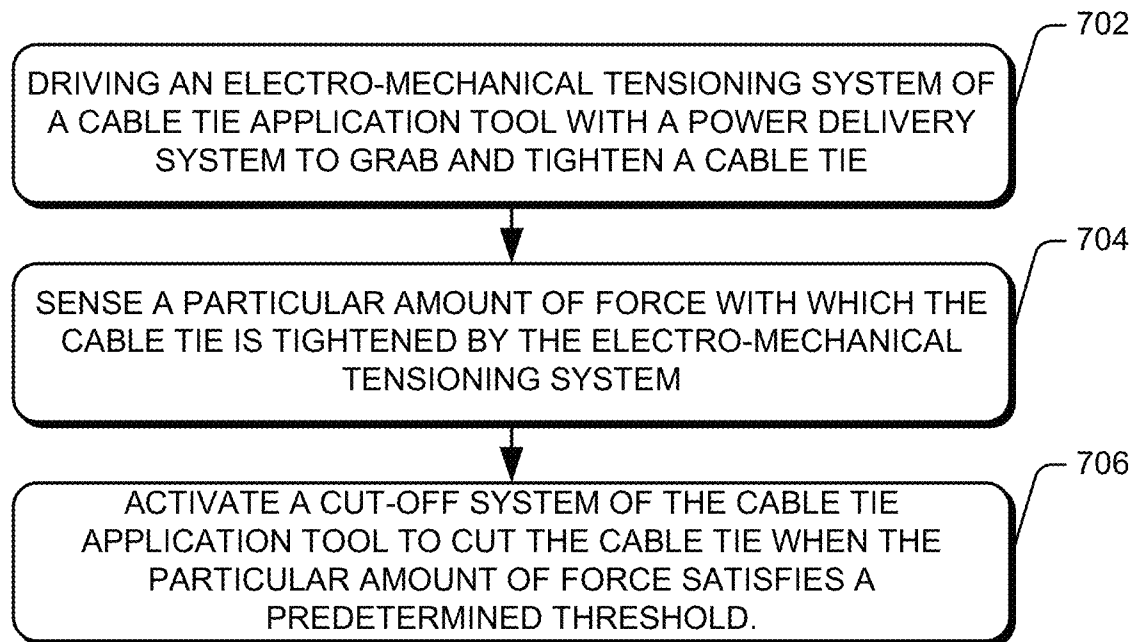 702
DRIVING AN ELECTRO-MECHANICAL TENSIONING SYSTEM OF
A CABLE TIE APPLICATION TOOL WITH A POWER DELIVERY
SYSTEM TO GRAB AND TIGHTEN A CABLE TIE
704
SENSE A PARTICULAR AMOUNT OF FORCE WITH WHICH THE
CABLE TIE IS TIGHTENED BY THE ELECTRO-MECHANICAL
TENSIONING SYSTEM
706
ACTIVATE A CUT-OFF SYSTEM OF THE CABLE TIE
APPLICATION TOOL TO CUT THE CABLE TIE WHEN THE
PARTICULAR AMOUNT OF FORCE SATISFIES A
PREDETERMINED THRESHOLD.